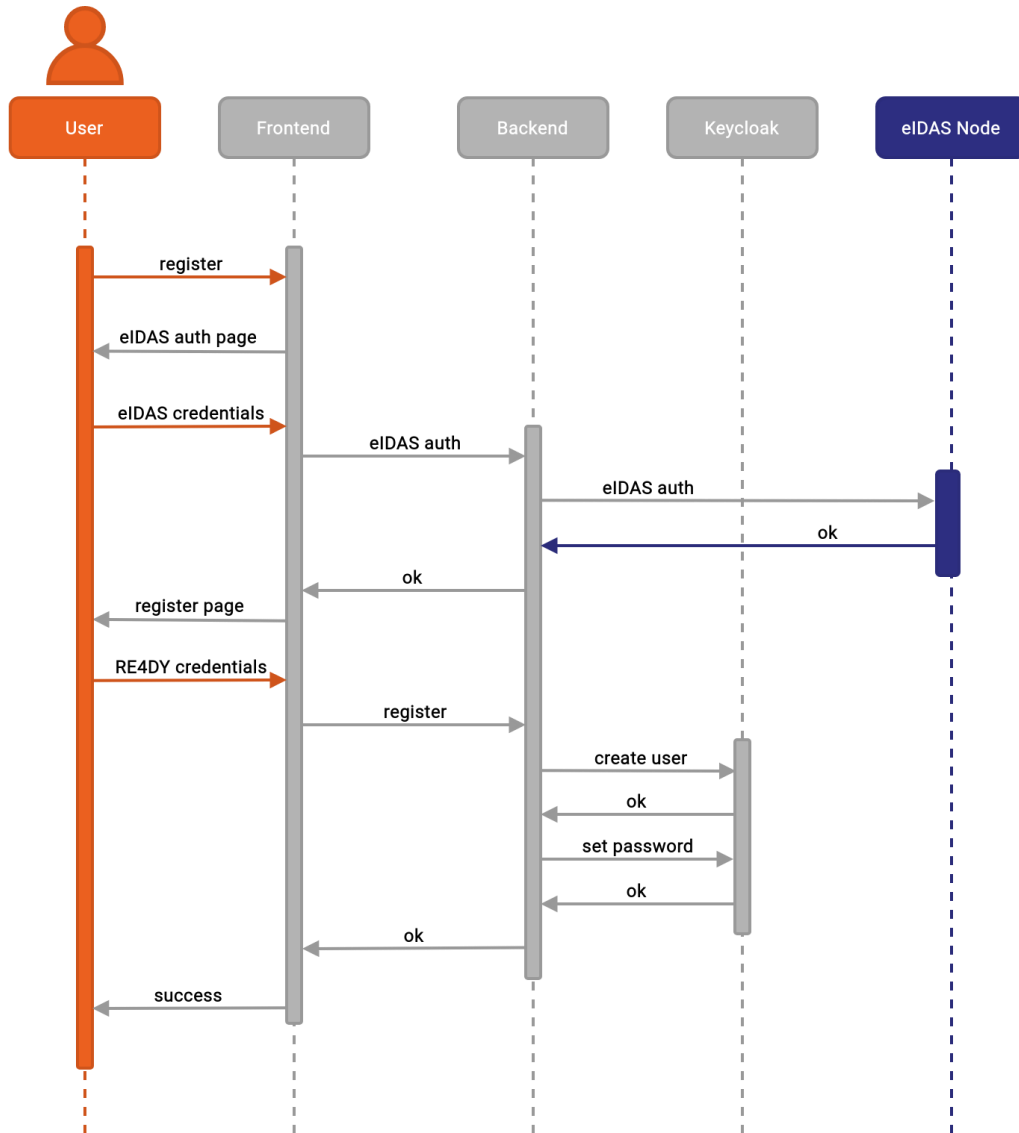 User
Frontend
Backend
Keycloak
eIDAS Node
register
eIDAS auth page
eIDAS credentials
eIDAS auth
eIDAS auth
ok
ok
register page
RE4DY credentials
register
create user
ok
set password
ok
ok
success